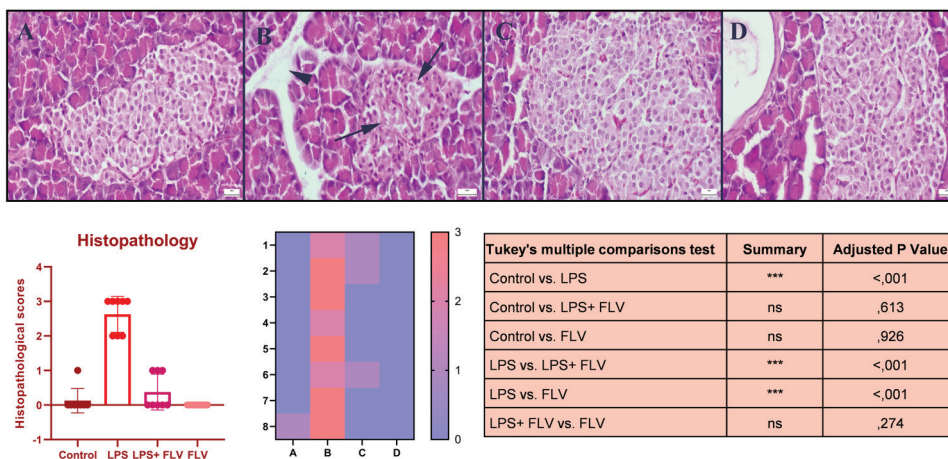 A
B
C
D
Histopathology
Histopathological scores
4
3
2
1
0
-1
Control
LPS
LPS+ FLV
FLV
1
2
3
4
5
6
7
8
A
B
C
D
3
2
1
0
Tukey's multiple comparisons test Summary Adjusted P Value
Control vs. LPS *** <,001
Control vs. LPS+ FLV ns ,613
Control vs. FLV ns ,926
LPS vs. LPS+ FLV *** <,001
LPS vs. FLV *** <,001
LPS+ FLV vs. FLV ns ,274